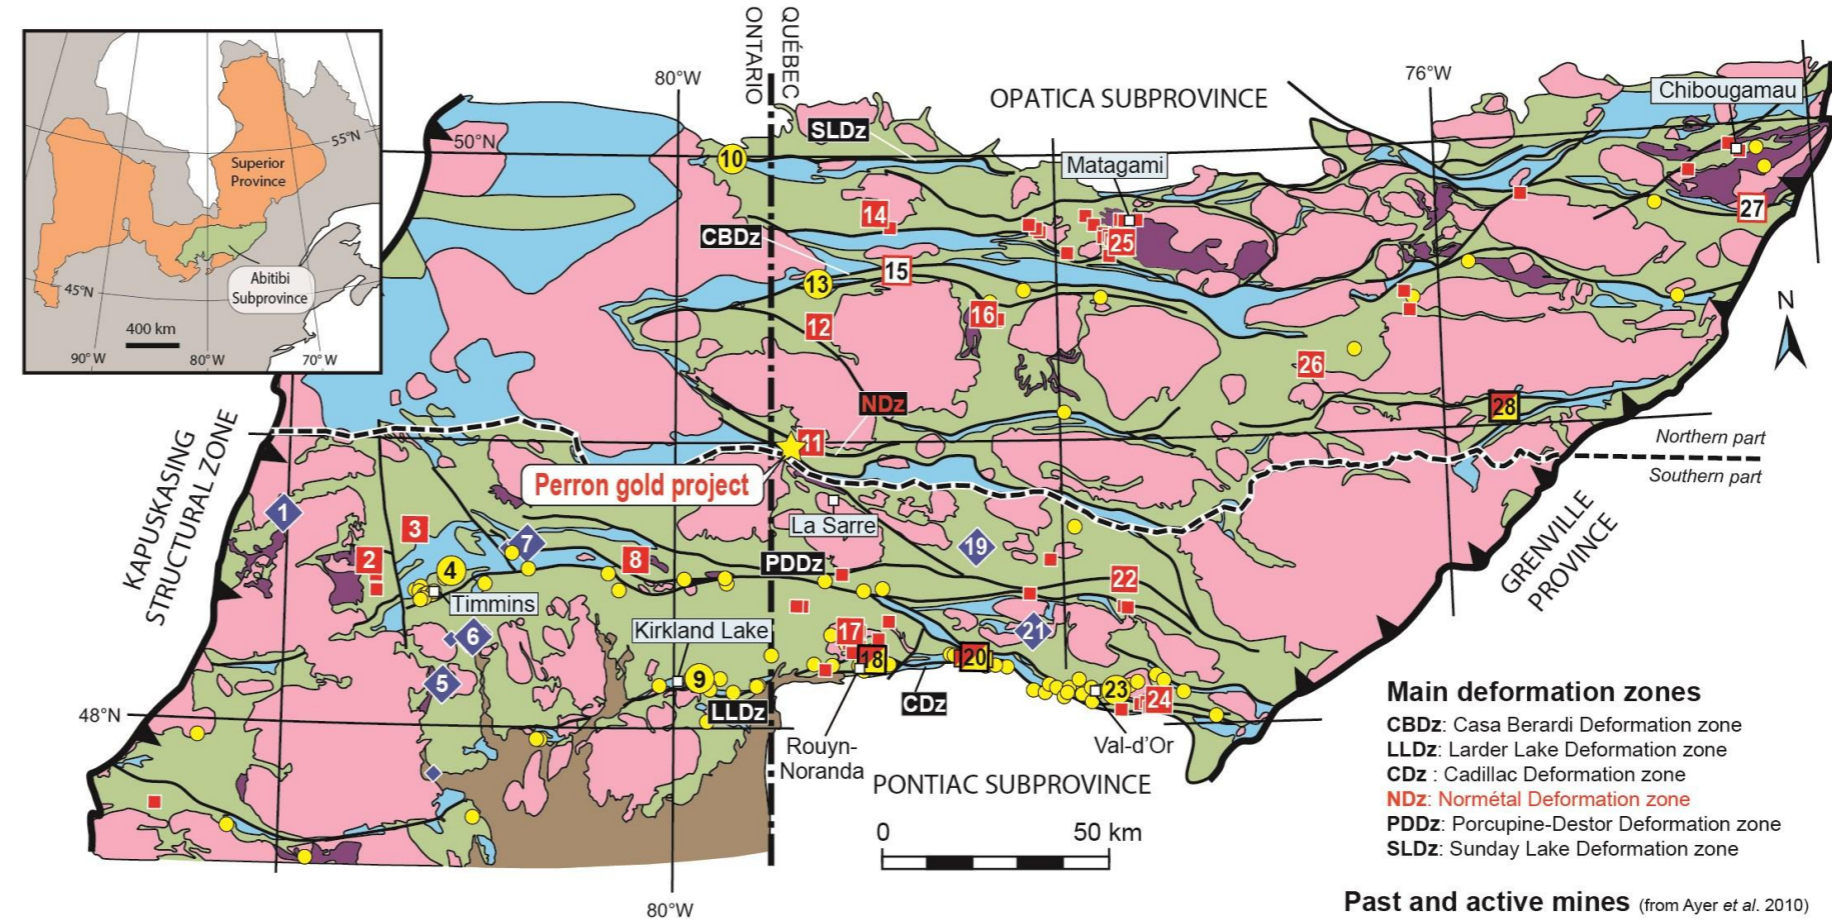 55°N
Superior
Province
Abitibi
Subprovince
45°N
400 km
90°W
80°W
70°W
ONTARIO
QUÉBEC
80°W
76°W
OPATICA SUBPROVINCE
Chibougamau
50°N
SLDz
10
Matagami
14
27
CBDz
25
13
15
N
12
16
26
NDz
28
KAPUSKASING
STRUCTURAL ZONE
11
Northern part
Southern part
Perron gold project
1
La Sarre
3
7
19
2
4
8
PDDz
22
GRENVILLE
PROVINCE
Timmins
6
Kirkland Lake
17
21
18
20
5
9
23
24
CDz
LLDz
48°N
Rouyn-
Noranda
Val-d'Or
PONTIAC SUBPROVINCE
0
50 km
80°W
Main deformation zones
CBDz: Casa Berardi Deformation zone
LLDz: Larder Lake Deformation zone
CDz : Cadillac Deformation zone
NDz: Normétal Deformation zone
PDDz: Porcupine-Destor Deformation zone
SLDz: Sunday Lake Deformation zone
Past and active mines (from Ayer et al. 2010)